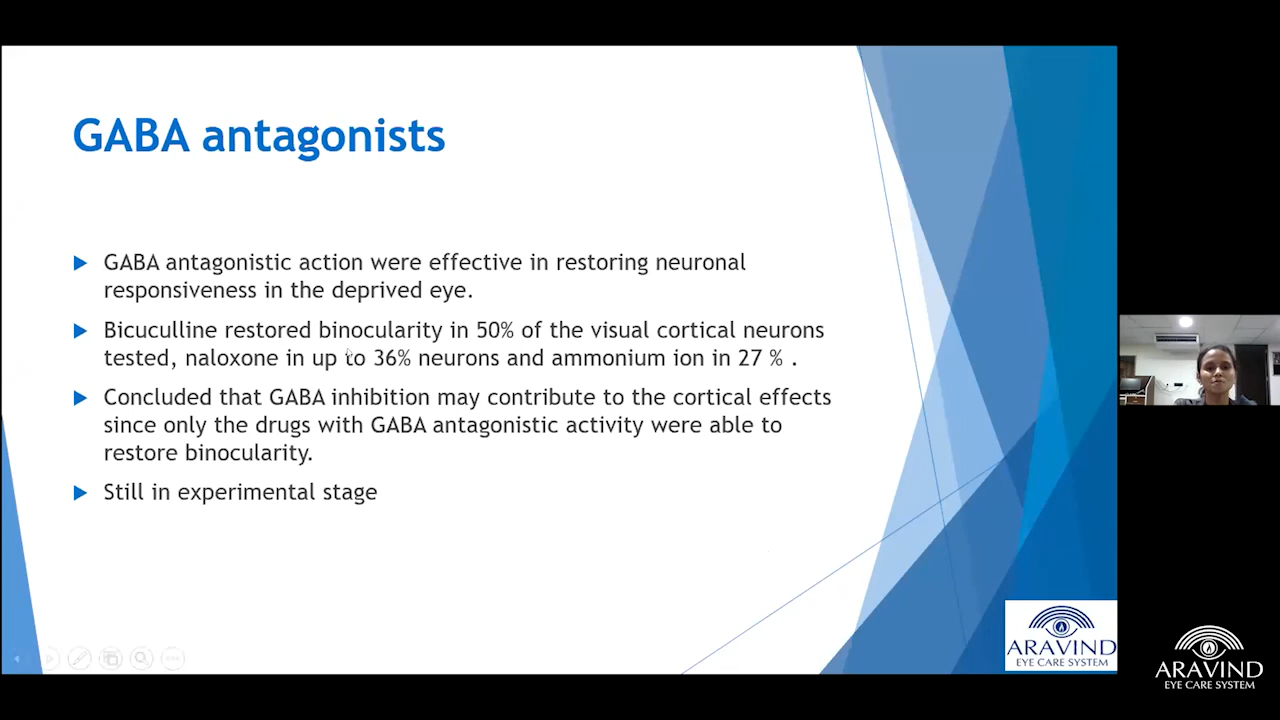 GABA antagonists
GABA antagonistic action were effective in restoring neuronal
responsiveness in the deprived eye.
Bicuculline restored binocularity in 50% of the visual cortical neurons
tested, naloxone in up to 36% neurons and ammonium ion in 27 % .
Concluded that GABA inhibition may contribute to the cortical effects
since only the drugs with GABA antagonistic activity were able to
restore binocularity.
Still in experimental stage
ARAVIND
EYE CARE SYSTEM
ARAVIND
EYE CARE SYSTEM